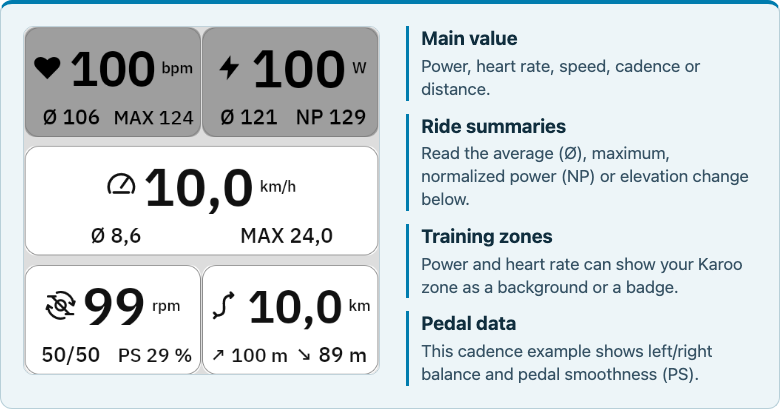 100 bpm
100 W
Ø 106 MAX 124
Ø 121 NP 129
10,0 km/h
Ø 8,6 MAX 24,0
99 rpm
10,0 km
50/50 PS 29 %
↗ 100 m ↘ 89 m
Main value
Power, heart rate, speed, cadence or
distance.
Ride summaries
Read the average (Ø), maximum,
normalized power (NP) or elevation change
below.
Training zones
Power and heart rate can show your Karoo
zone as a background or a badge.
Pedal data
This cadence example shows left/right
balance and pedal smoothness (PS).